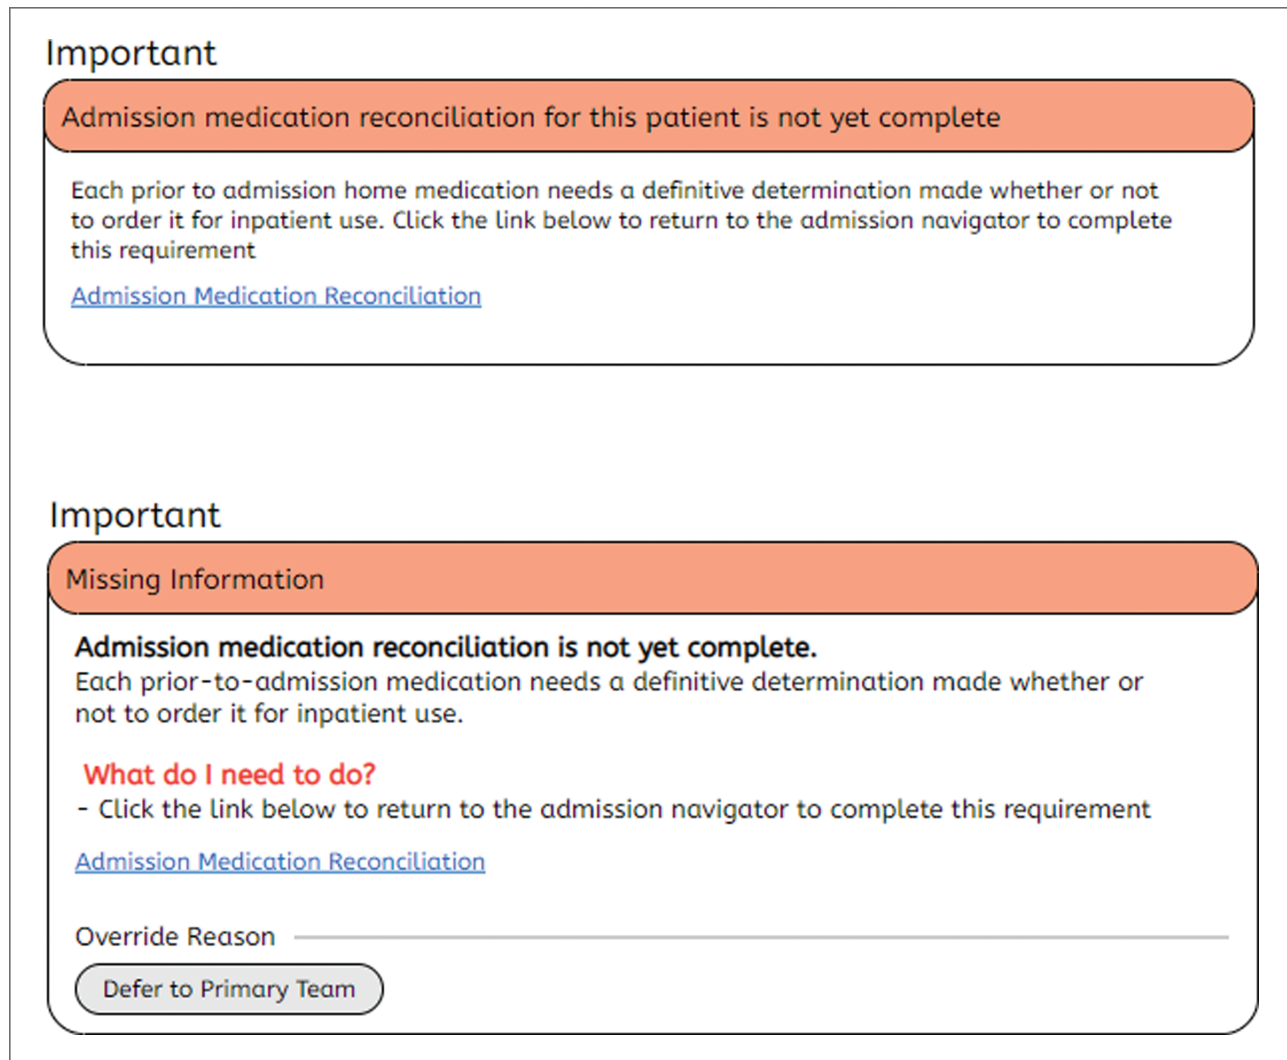 Important
Admission medication reconciliation for this patient is not yet complete
Each prior to admission home medication needs a definitive determination made whether or not
to order it for inpatient use. Click the link below to return to the admission navigator to complete
this requirement
Admission Medication Reconciliation
Important
Missing Information
Admission medication reconciliation is not yet complete.
Each prior-to-admission medication needs a definitive determination made whether or
not to order it for inpatient use.
What do I need to do?
- Click the link below to return to the admission navigator to complete this requirement
Admission Medication Reconciliation
Override Reason
Defer to Primary Team